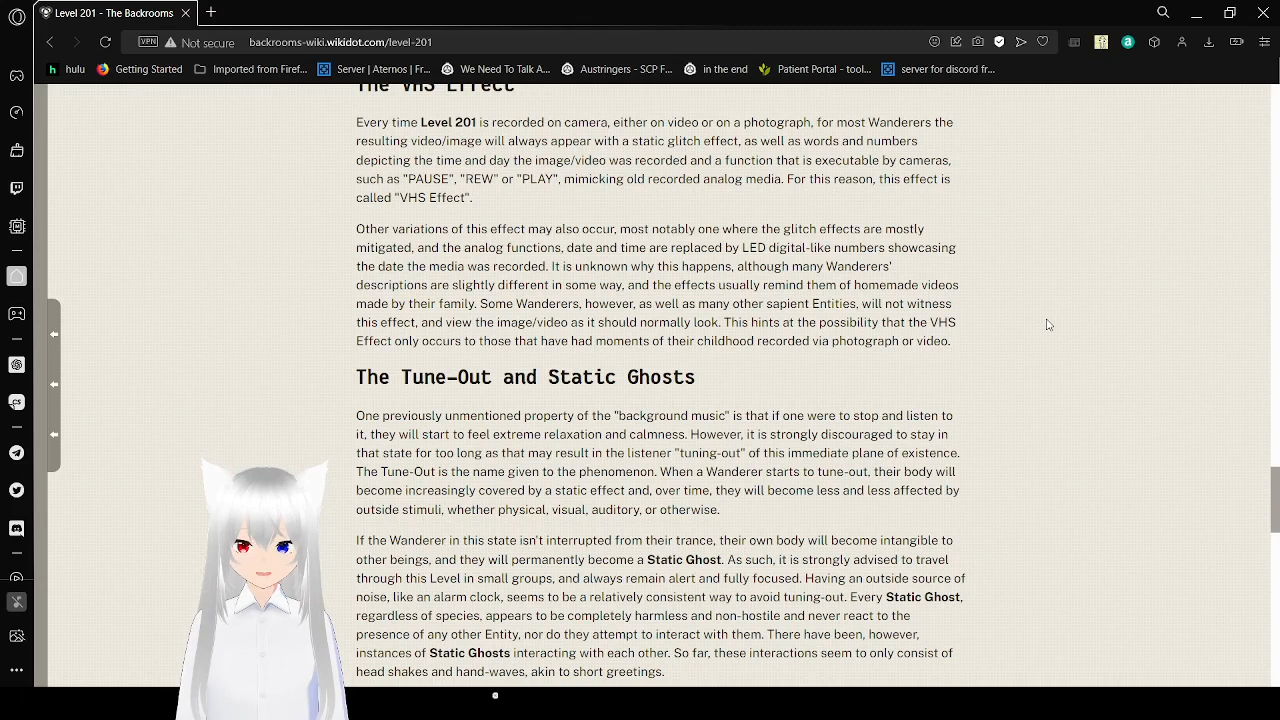 Level 201 - The Backrooms
VPN Not secure backrooms-wiki.wikidot.com/level-201
hulu Getting Started Imported from Firef... Server | Aternos | Fr... We Need To Talk A... Austringers - SCP F... in the end Patient Portal - tool... server for discord fr...
The VHS Effect
Every time Level 201 is recorded on camera, either on video or on a photograph, for most Wanderers the
resulting video/image will always appear with a static glitch effect, as well as words and numbers
depicting the time and day the image/video was recorded and a function that is executable by cameras,
such as "PAUSE", "REW" or "PLAY", mimicking old recorded analog media. For this reason, this effect is
called "VHS Effect".
Other variations of this effect may also occur, most notably one where the glitch effects are mostly
mitigated, and the analog functions, date and time are replaced by LED digital-like numbers showcasing
the date the media was recorded. It is unknown why this happens, although many Wanderers'
descriptions are slightly different in some way, and the effects usually remind them of homemade videos
made by their family. Some Wanderers, however, as well as many other sapient Entities, will not witness
this effect, and view the image/video as it should normally look. This hints at the possibility that the VHS
Effect only occurs to those that have had moments of their childhood recorded via photograph or video.
The Tune-Out and Static Ghosts
One previously unmentioned property of the "background music" is that if one were to stop and listen to
it, they will start to feel extreme relaxation and calmness. However, it is strongly discouraged to stay in
that state for too long as that may result in the listener "tuning-out" of this immediate plane of existence.
The Tune-Out is the name given to the phenomenon. When a Wanderer starts to tune-out, their body will
become increasingly covered by a static effect and, over time, they will become less and less affected by
outside stimuli, whether physical, visual, auditory, or otherwise.
If the Wanderer in this state isn't interrupted from their trance, their own body will become intangible to
other beings, and they will permanently become a Static Ghost. As such, it is strongly advised to travel
through this Level in small groups, and always remain alert and fully focused. Having an outside source of
noise, like an alarm clock, seems to be a relatively consistent way to avoid tuning-out. Every Static Ghost,
regardless of species, appears to be completely harmless and non-hostile and never react to the
presence of any other Entity, nor do they attempt to interact with them. There have been, however,
instances of Static Ghosts interacting with each other. So far, these interactions seem to only consist of
head shakes and hand-waves, akin to short greetings.